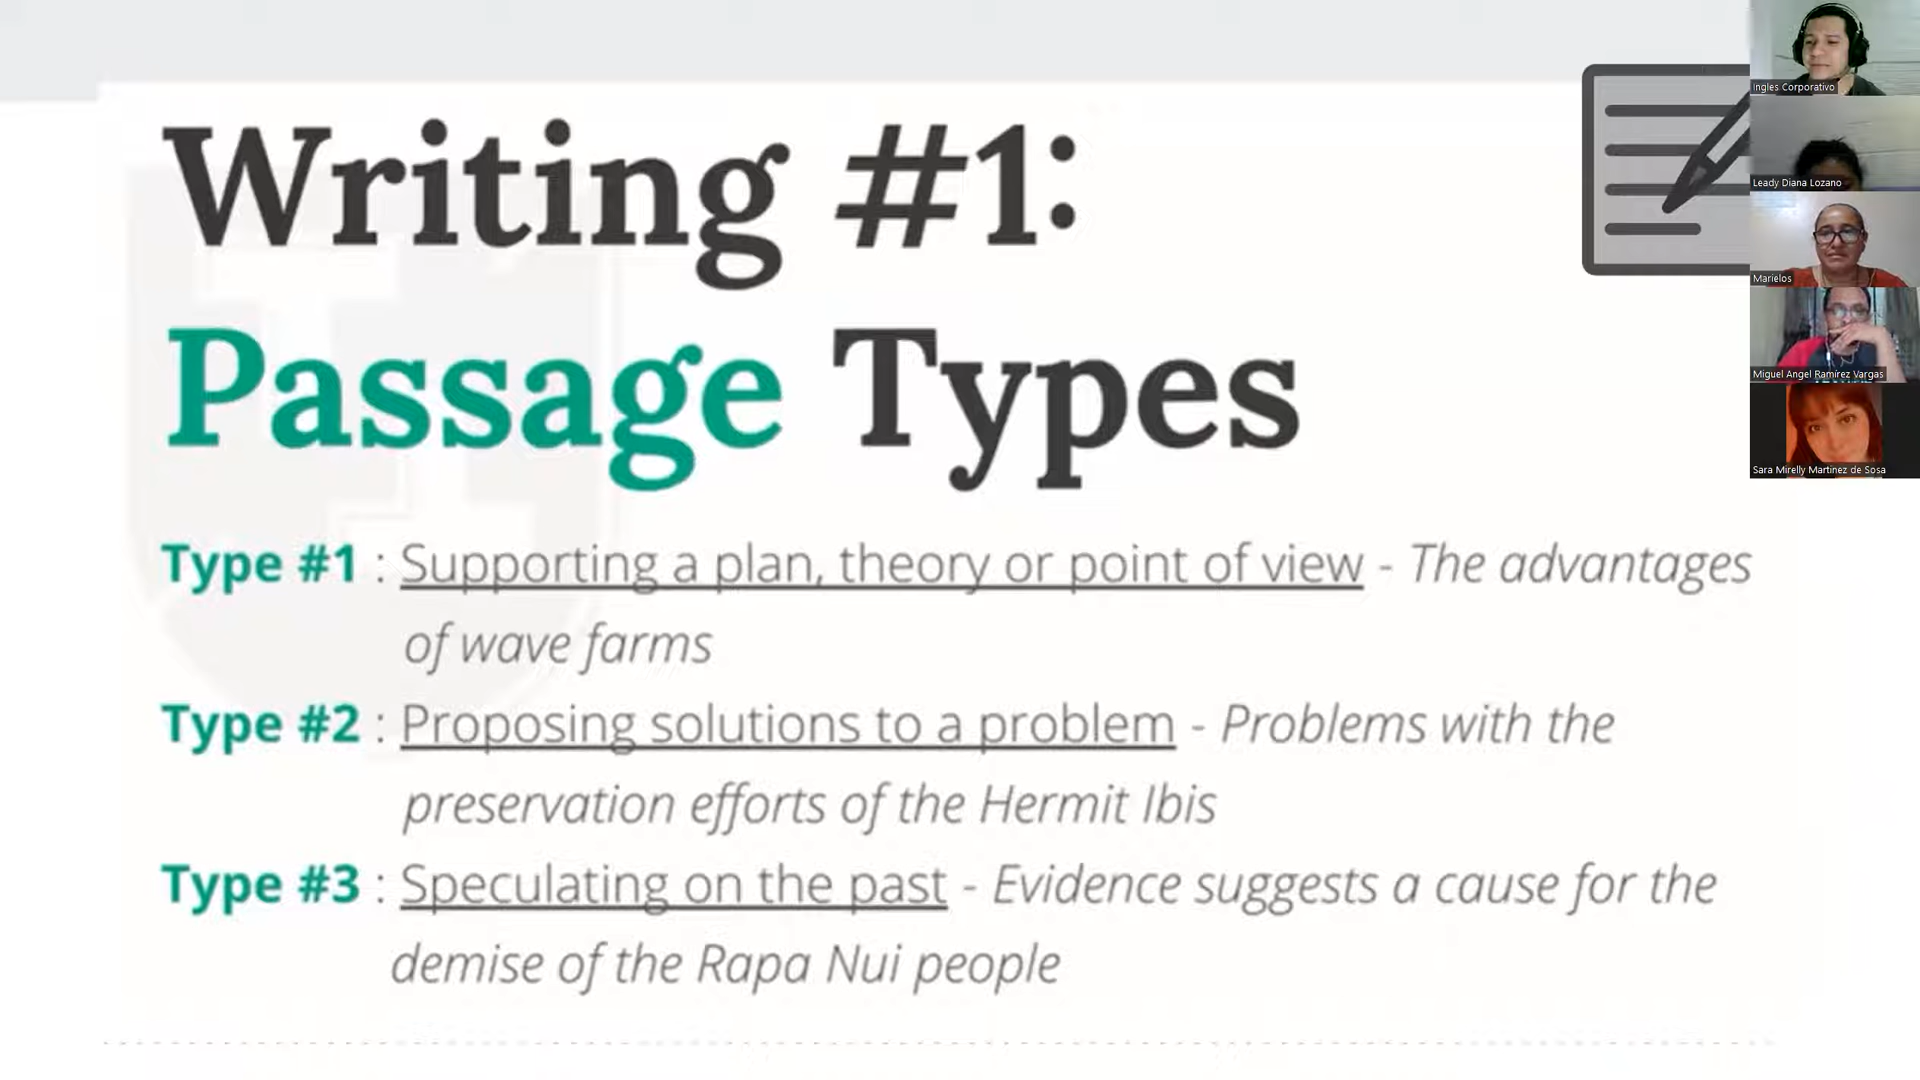 Writing #1:
Passage Types
Type #1 : Supporting a plan, theory or point of view - The advantages
of wave farms
Type #2 : Proposing solutions to a problem - Problems with the
preservation efforts of the Hermit Ibis
Type #3 : Speculating on the past - Evidence suggests a cause for the
demise of the Rapa Nui people
Ingles Corporativo
Leady Diana Lozano
Marielos
Miguel Angel Ramírez Vargas
Sara Mirelly Martinez de Sosa